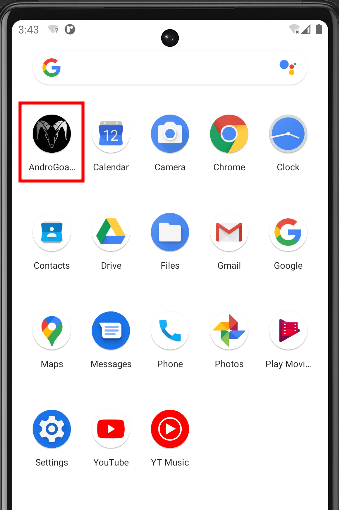 3:43
AndroGoa...
Calendar
Camera
Chrome
Clock
12
Contacts
Drive
Files
Gmail
Google
Maps
Messages
Phone
Photos
Play Movi...
Settings
YouTube
YT Music